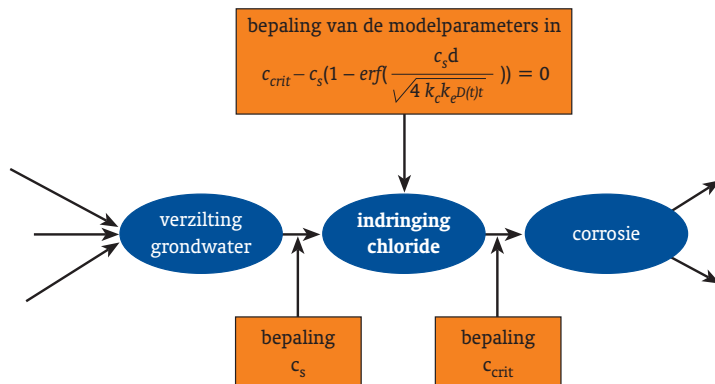 bepaling van de modelparameters in
c_crit − c_s(1 − erf( c_s d / √4 k_c k_e D(t)t )) = 0
verzilting
grondwater
indringing
chloride
corrosie
bepaling
c_s
bepaling
c_crit